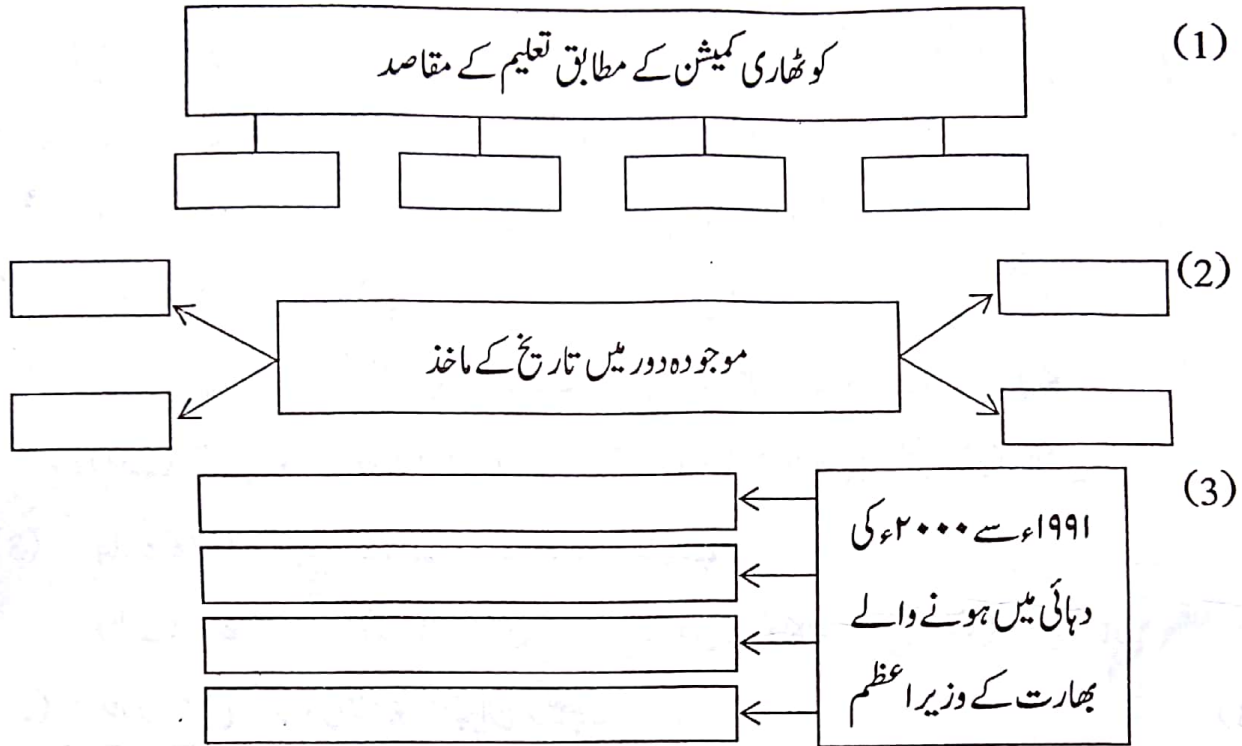 (1)
کوٹھاری کمیشن کے مطابق تعلیم کے مقاصد
(2)
موجودہ دور میں تاریخ کے ماخذ
(3)
۱۹۹۱ء سے ۲۰۰۰ء کی
دہائی میں ہونے والے
بھارت کے وزیر اعظم